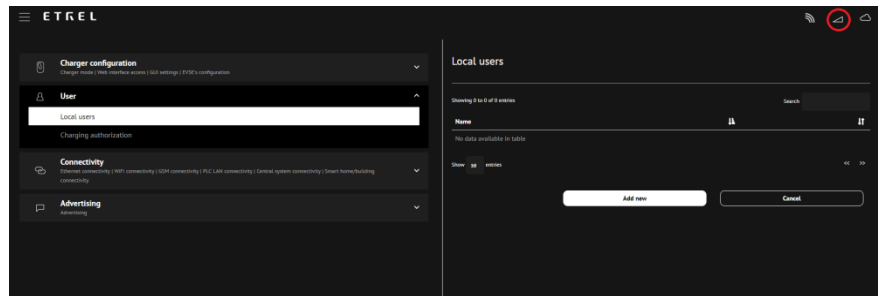 ETREL
Charger configuration
Charger mode | Web interface access | GUI settings | EVSE's configuration
User
Local users
Charging authorization
Connectivity
Ethernet connectivity | WiFi connectivity | GSM connectivity | PLC LAN connectivity | Central system connectivity | Smart home/building
connectivity
Advertising
Advertising
Local users
Showing 0 to 0 of 0 entries
Search
Name
No data available in table
Show 10 entries
<< >>
Add new
Cancel